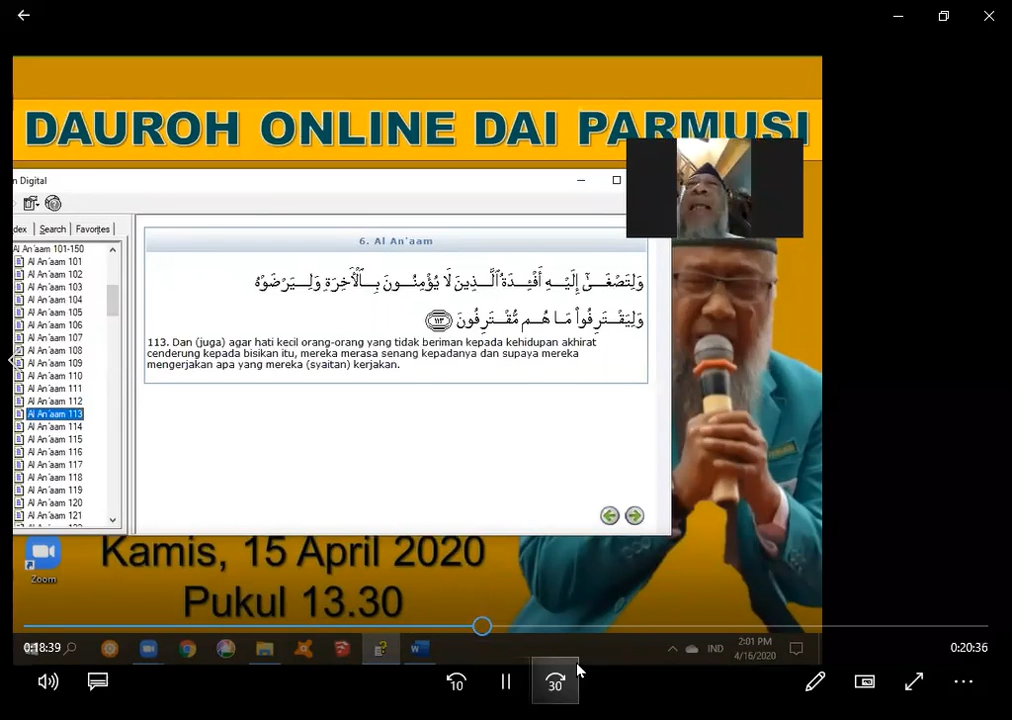 DAUROH ONLINE DAI PARMUSI
n Digital
dex Search Favorites
Al An'aam 101-150
Al An'aam 101
Al An'aam 102
Al An'aam 103
Al An'aam 104
Al An'aam 105
Al An'aam 106
Al An'aam 107
Al An'aam 108
Al An'aam 109
Al An'aam 110
Al An'aam 111
Al An'aam 112
Al An'aam 113
Al An'aam 114
Al An'aam 115
Al An'aam 116
Al An'aam 117
Al An'aam 118
Al An'aam 119
Al An'aam 120
Al An'aam 121
6. Al An'aam
وَلِتَصْغَىٰٓ إِلَيْهِ أَفْـِٔدَةُ ٱلَّذِينَ لَا يُؤْمِنُونَ بِٱلْأَخِرَةِ وَلِيَرْضَوْهُ
وَلِيَقْتَرِفُوا۟ مَا هُم مُّقْتَرِفُونَ ١١٣
113. Dan (juga) agar hati kecil orang-orang yang tidak beriman kepada kehidupan akhirat
cenderung kepada bisikan itu, mereka merasa senang kepadanya dan supaya mereka
mengerjakan apa yang mereka (syaitan) kerjakan.
Zoom
Kamis, 15 April 2020
Pukul 13.30
0:18:39
IND
2:01 PM
4/16/2020
0:20:36
10
30